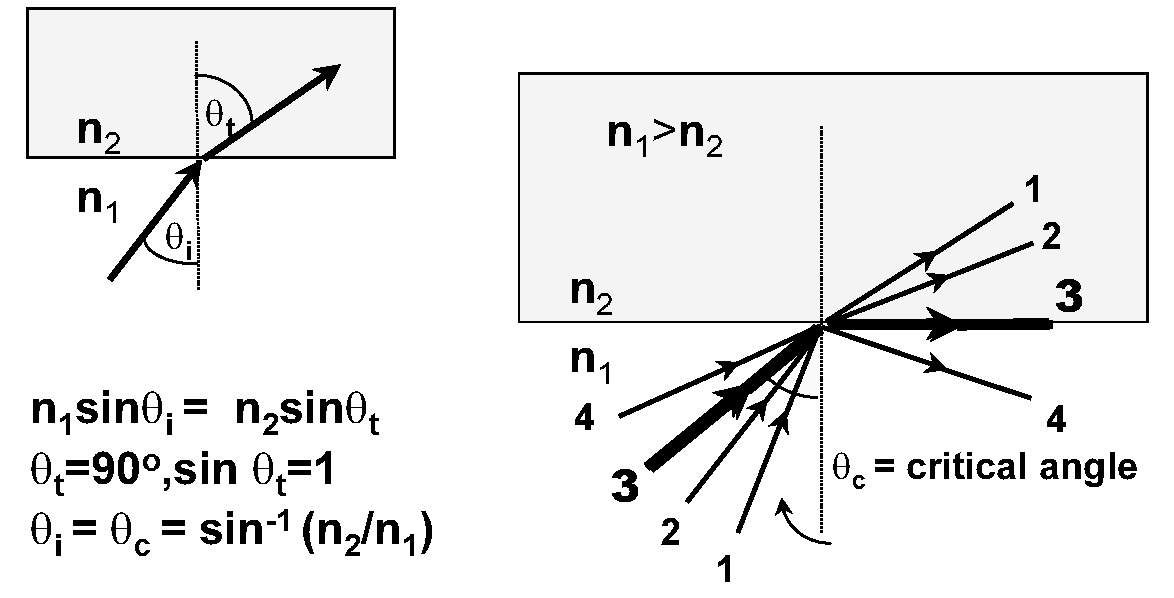 θt
n2
n1
θi
n1sinθi = n2sinθt
θt=90º,sin θt=1
θi = θc = sin-1 (n2/n1)
n1>n2
1
2
n2
3
n1
4
4
3
θc = critical angle
2
1